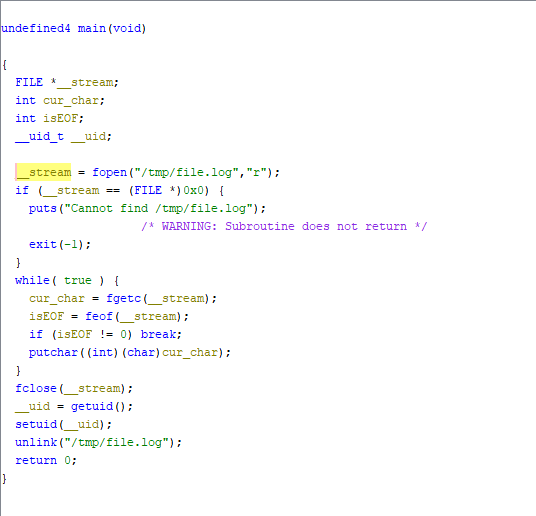 undefined4 main(void)
{
FILE *__stream;
int cur_char;
int isEOF;
__uid_t __uid;
__stream = fopen("/tmp/file.log","r");
if (__stream == (FILE *)0x0) {
puts("Cannot find /tmp/file.log");
/* WARNING: Subroutine does not return */
exit(-1);
}
while( true ) {
cur_char = fgetc(__stream);
isEOF = feof(__stream);
if (isEOF != 0) break;
putchar((int)(char)cur_char);
}
fclose(__stream);
__uid = getuid();
setuid(__uid);
unlink("/tmp/file.log");
return 0;
}